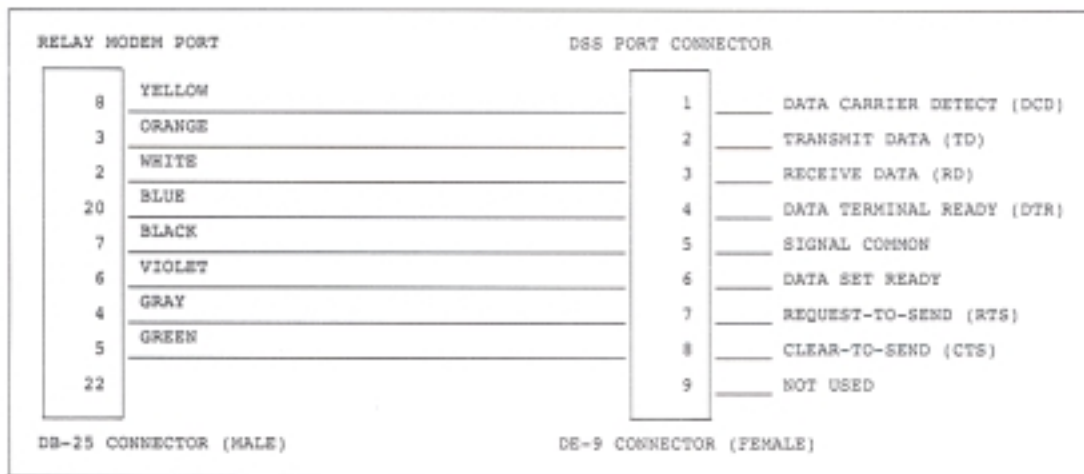 RELAY MODEM PORT DSS PORT CONNECTOR
8 YELLOW 1 DATA CARRIER DETECT (DCD)
3 ORANGE 2 TRANSMIT DATA (TD)
2 WHITE 3 RECEIVE DATA (RD)
20 BLUE 4 DATA TERMINAL READY (DTR)
7 BLACK 5 SIGNAL COMMON
6 VIOLET 6 DATA SET READY
4 GRAY 7 REQUEST-TO-SEND (RTS)
5 GREEN 8 CLEAR-TO-SEND (CTS)
22 9 NOT USED
DB-25 CONNECTOR (MALE) DE-9 CONNECTOR (FEMALE)